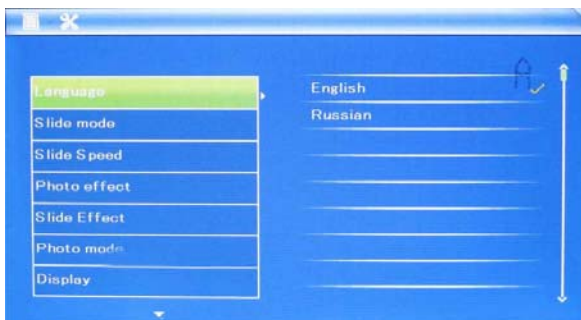 Language
Slide mode
Slide Speed
Photo effect
Slide Effect
Photo mode
Display
English
Russian